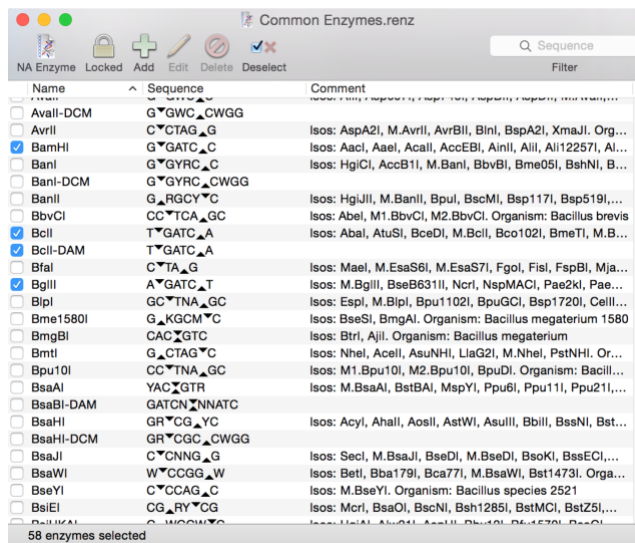 Common Enzymes.renz
NA Enzyme Locked Add Edit Delete Deselect Sequence Filter
Name Sequence Comment
AvaII-DCM G▼GWC▲CWGG
AvrII C▼CTAG▲G Isos: AspA2I, M.AvrII, AvrBII, BlnI, BspA2I, XmaJI. Org...
BamHI G▼GATC▲C Isos: AacI, AaeI, AcaII, AccEBI, AinII, AliI, Ali12257I, Al...
BanI G▼GYRC▲C Isos: HgiCI, AccB1I, M.BanI, BbvBI, Bme05I, BshNI, B...
BanI-DCM G▼GYRC▲CWGG
BanII G▲RGCY▼C Isos: HgiJII, M.BanII, BpuI, BscMI, Bsp117I, Bsp519I,...
BbvCI CC▼TCA▲GC Isos: AbeI, M1.BbvCI, M2.BbvCI. Organism: Bacillus brevis
BclI T▼GATC▲A Isos: AbaI, AtuSI, BceDI, M.BclI, Bco102I, BmeTI, M.B...
BclI-DAM T▼GATC▲A
BfaI C▼TA▲G Isos: MaeI, M.EsaS6I, M.EsaS7I, FgoI, FisI, FspBI, Mja...
BglII A▼GATC▲T Isos: M.BglII, BseB631II, NcrI, NspMACI, Pae2kI, Pae...
BlpI GC▼TNA▲GC Isos: EspI, M.BlpI, Bpu1102I, BpuGCI, Bsp1720I, CelII...
Bme1580I G▲KGCM▼C Isos: BseSI, BmgAI. Organism: Bacillus megaterium 1580
BmgBI CAC▼▲GTC Isos: BtrI, AjiI. Organism: Bacillus megaterium
BmtI G▲CTAG▼C Isos: NheI, AceII, AsuNHI, LlaG2I, M.NheI, PstNHI. Or...
Bpu10I CC▼TNA▲GC Isos: M1.Bpu10I, M2.Bpu10I, BpuDI. Organism: Bacill...
BsaAI YAC▼▲GTR Isos: M.BsaAI, BstBAI, MspYI, Ppu6I, Ppu11I, Ppu21I,...
BsaBI-DAM GATCN▼▲NNATC
BsaHI GR▼CG▲YC Isos: AcyI, AhaII, AosII, AstWI, AsuIII, BbiII, BssNI, Bst...
BsaHI-DCM GR▼CGC▲CWGG
BsaJI C▼CNNG▲G Isos: SecI, M.BsaJI, BseDI, M.BseDI, BsoKI, BssECI,...
BsaWI W▼CCGG▲W Isos: BetI, Bba179I, Bca77I, M.BsaWI, Bst1473I. Orga...
BseYI C▼CCAG▲C Isos: M.BseYI. Organism: Bacillus species 2521
BsiEI CG▲RY▼CG Isos: McrI, BsaOI, BscNI, Bsh1285I, BstMCI, BstZ5I,...
58 enzymes selected